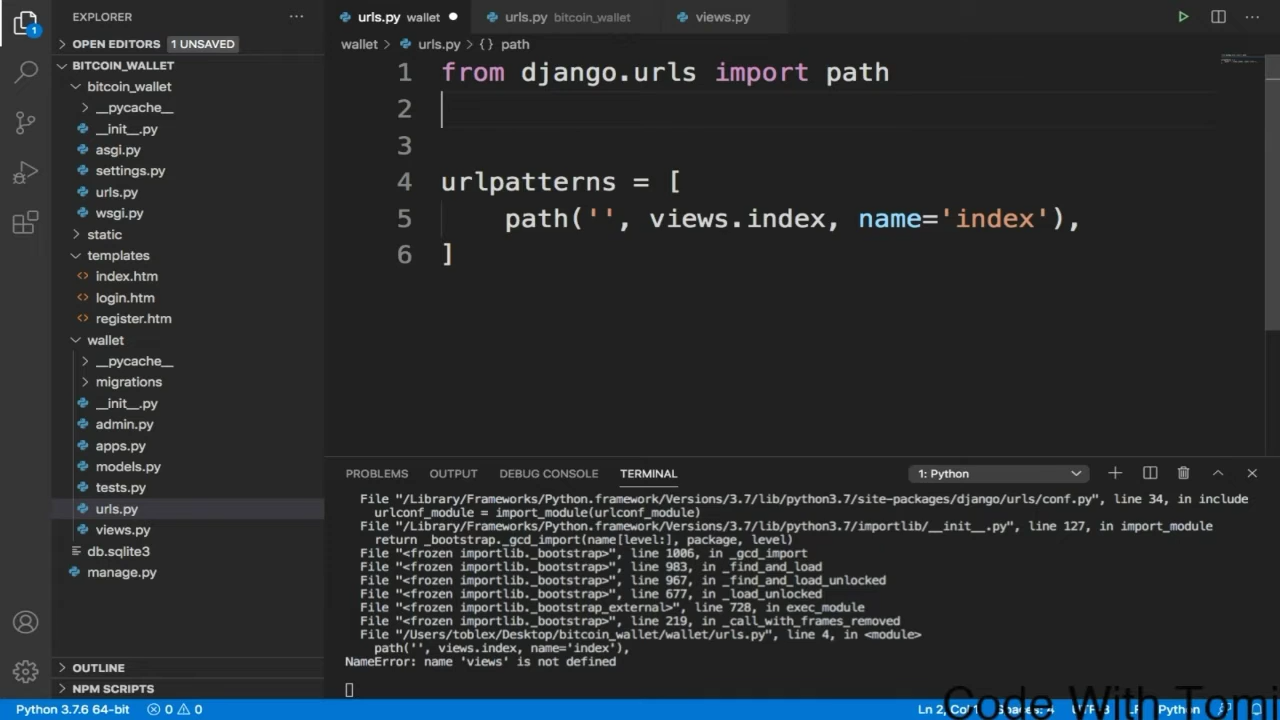 EXPLORER
urls.py wallet
urls.py bitcoin_wallet
views.py
1
OPEN EDITORS 1 UNSAVED
wallet > urls.py > {} path
BITCOIN_WALLET
bitcoin_wallet
__pycache__
__init__.py
asgi.py
settings.py
urls.py
wsgi.py
static
templates
index.htm
login.htm
register.htm
wallet
__pycache__
migrations
__init__.py
admin.py
apps.py
models.py
tests.py
urls.py
views.py
db.sqlite3
manage.py
OUTLINE
NPM SCRIPTS
1 from django.urls import path
2
3
4 urlpatterns = [
5 path('', views.index, name='index'),
6 ]
PROBLEMS OUTPUT DEBUG CONSOLE TERMINAL 1: Python
File "/Library/Frameworks/Python.framework/Versions/3.7/lib/python3.7/site-packages/django/urls/conf.py", line 34, in include
urlconf_module = import_module(urlconf_module)
File "/Library/Frameworks/Python.framework/Versions/3.7/lib/python3.7/importlib/__init__.py", line 127, in import_module
return _bootstrap._gcd_import(name[level:], package, level)
File "<frozen importlib._bootstrap>", line 1006, in _gcd_import
File "<frozen importlib._bootstrap>", line 983, in _find_and_load
File "<frozen importlib._bootstrap>", line 967, in _find_and_load_unlocked
File "<frozen importlib._bootstrap>", line 677, in _load_unlocked
File "<frozen importlib._bootstrap_external>", line 728, in exec_module
File "<frozen importlib._bootstrap>", line 219, in _call_with_frames_removed
File "/Users/toblex/Desktop/bitcoin_wallet/wallet/urls.py", line 4, in <module>
path('', views.index, name='index'),
NameError: name 'views' is not defined
Python 3.7.6 64-bit 0 0
Ln 2, Col 1 Spaces: 4 Python
Code With Tomi